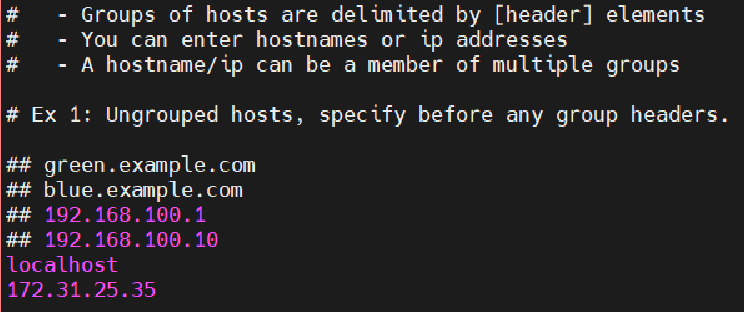 #   - Groups of hosts are delimited by [header] elements
#   - You can enter hostnames or ip addresses
#   - A hostname/ip can be a member of multiple groups
# Ex 1: Ungrouped hosts, specify before any group headers.
## green.example.com
## blue.example.com
## 192.168.100.1
## 192.168.100.10
localhost
172.31.25.35